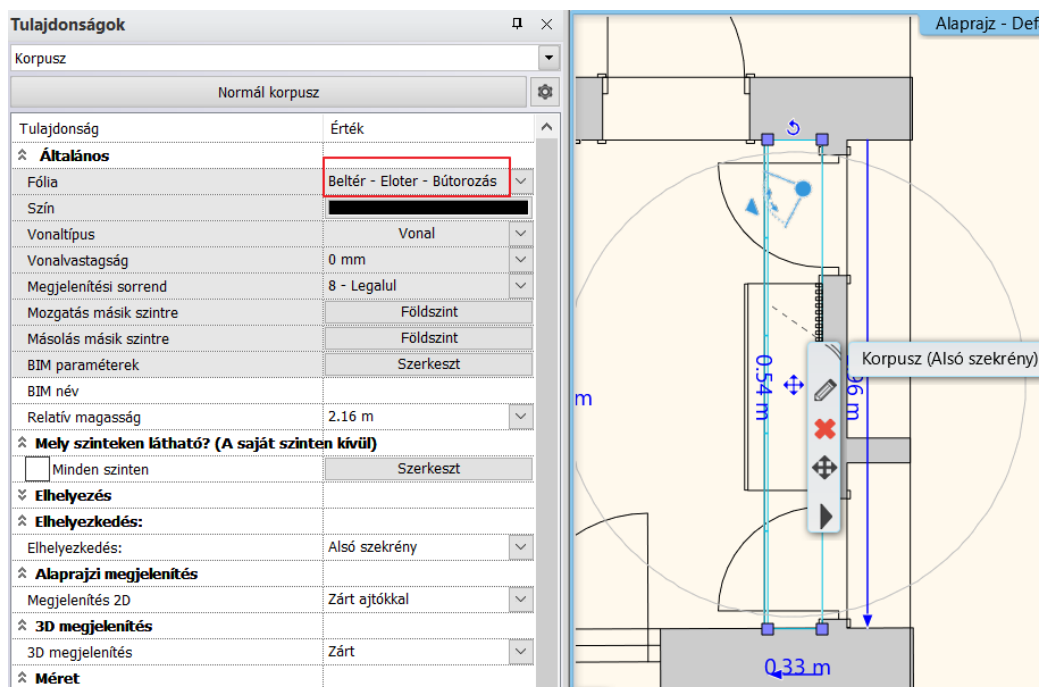 Tulajdonságok
Korpusz
Normál korpusz
Tulajdonság Érték
Általános
Fólia Beltér - Eloter - Bútorozás
Szín
Vonaltípus Vonal
Vonalvastagság 0 mm
Megjelenítési sorrend 8 - Legalul
Mozgatás másik szintre Földszint
Másolás másik szintre Földszint
BIM paraméterek Szerkeszt
BIM név
Relatív magasság 2.16 m
Mely szinteken látható? (A saját szinten kívül)
Minden szinten Szerkeszt
Elhelyezés
Elhelyezkedés:
Elhelyezkedés: Alsó szekrény
Alaprajzi megjelenítés
Megjelenítés 2D Zárt ajtókkal
3D megjelenítés
3D megjelenítés Zárt
Méret
Alaprajz - Def
Korpusz (Alsó szekrény)
m
0.54 m
96 m
0.33 m